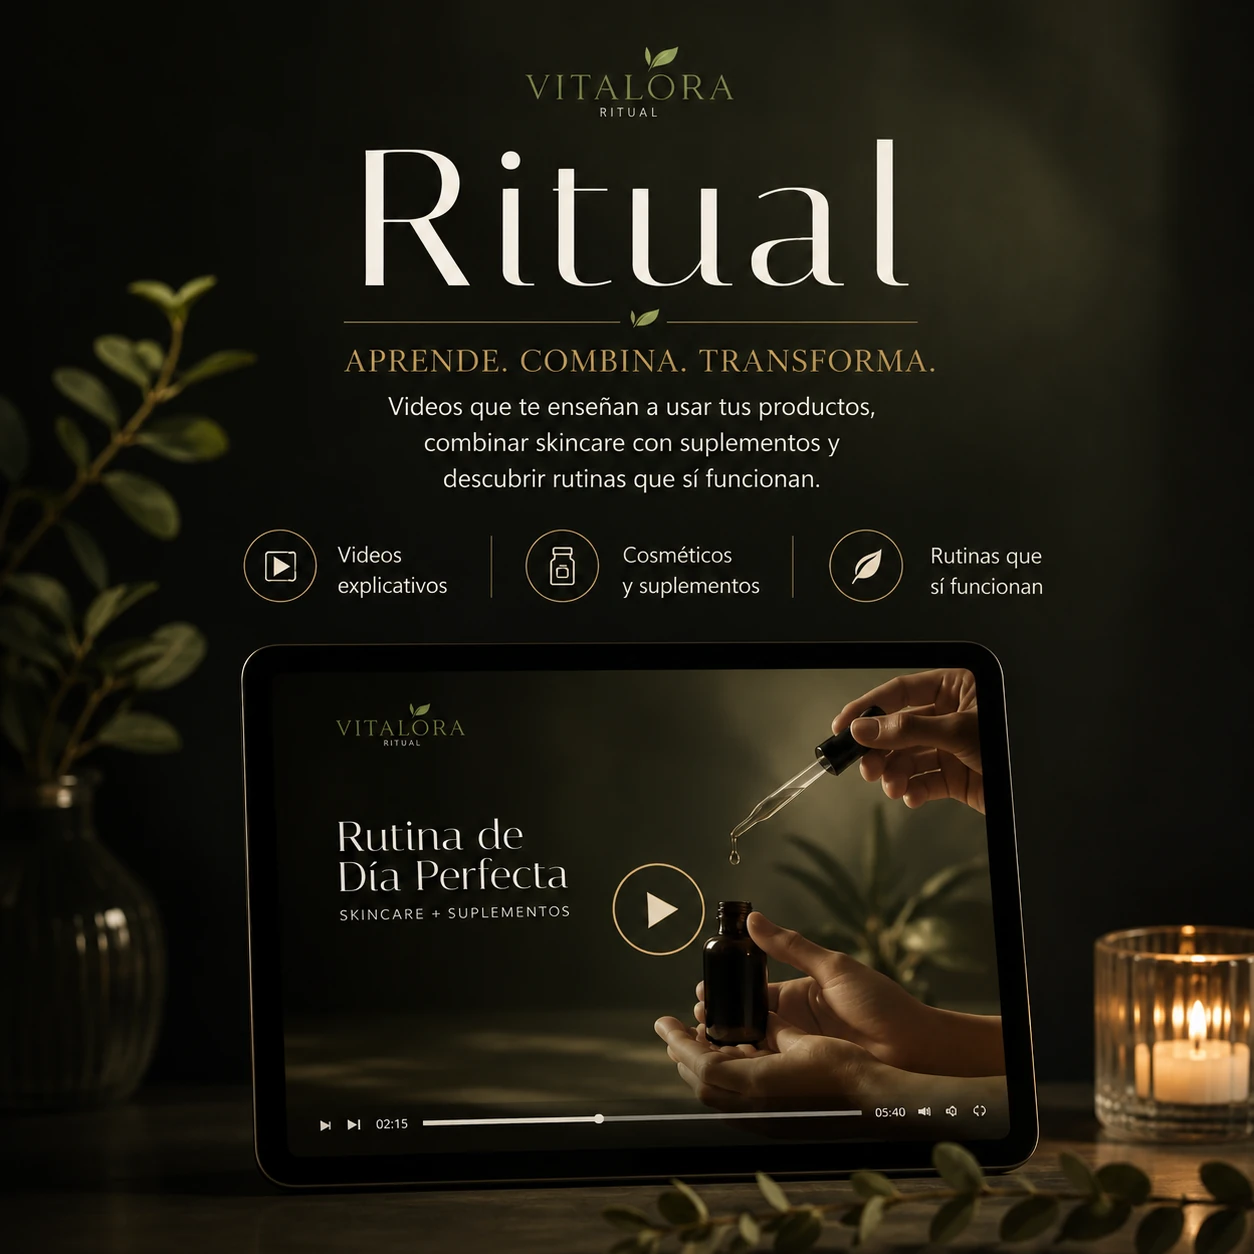 VITALORA
RITUAL
Ritual
APRENDE. COMBINA. TRANSFORMA.
Videos que te enseñan a usar tus productos,
combinar skincare con suplementos y
descubrir rutinas que sí funcionan.
Videos
explicativos
Cosméticos
y suplementos
Rutinas que
sí funcionan
VITALORA
RITUAL
Rutina de
Día Perfecta
SKINCARE + SUPLEMENTOS
02:15
05:40